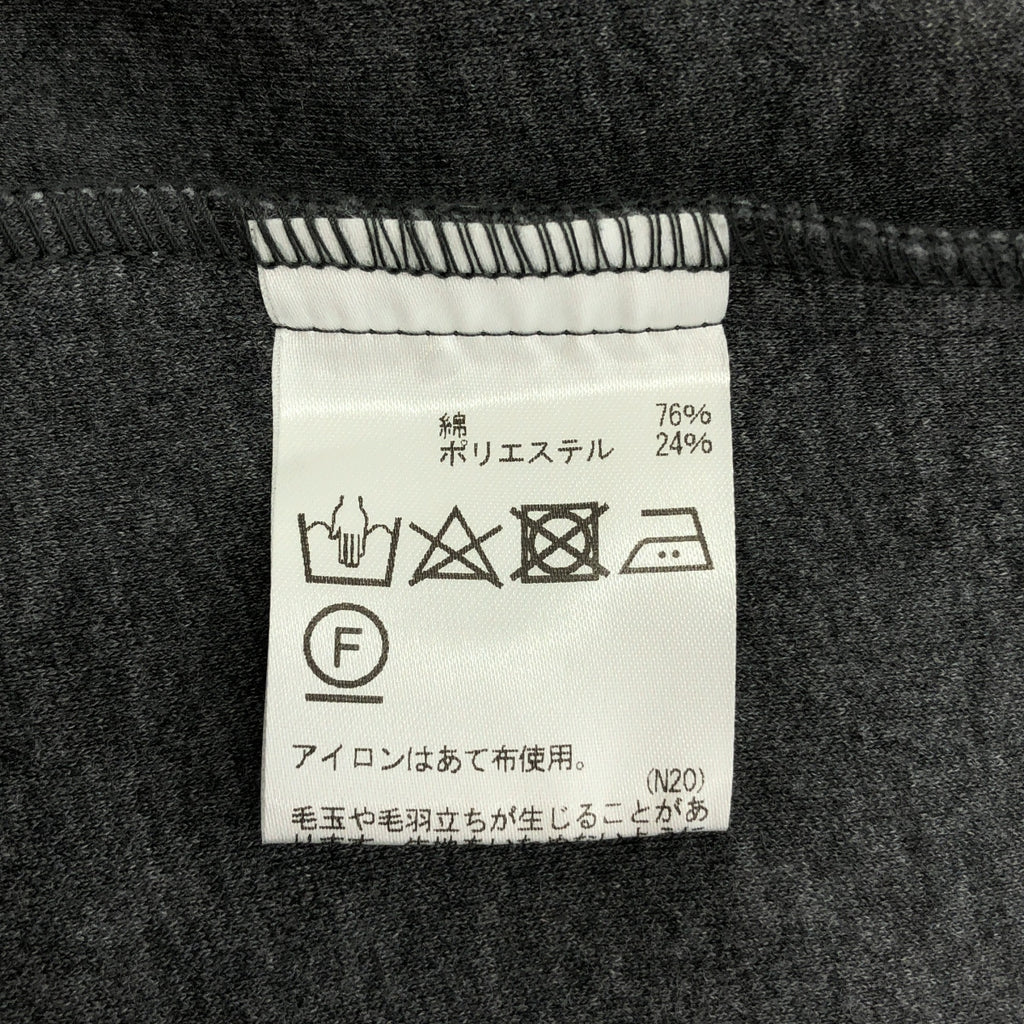 綿 76%
ポリエステル 24%
F
アイロンはあて布使用。
(N20)
毛玉や毛羽立ちが生じることがあ